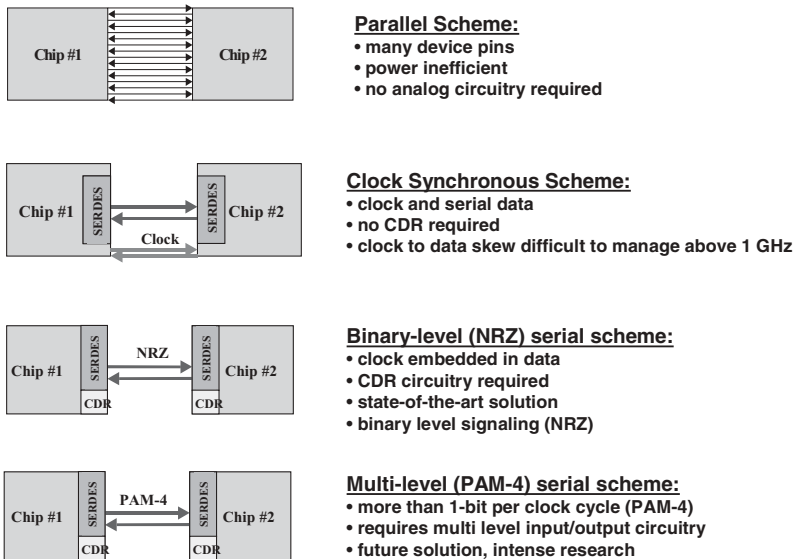 Chip #1
Chip #2
Parallel Scheme:
• many device pins
• power inefficient
• no analog circuitry required
Chip #1
SERDES
Clock
SERDES
Chip #2
Clock Synchronous Scheme:
• clock and serial data
• no CDR required
• clock to data skew difficult to manage above 1 GHz
Chip #1
SERDES
CDR
NRZ
SERDES
CDR
Chip #2
Binary-level (NRZ) serial scheme:
• clock embedded in data
• CDR circuitry required
• state-of-the-art solution
• binary level signaling (NRZ)
Chip #1
SERDES
CDR
PAM-4
SERDES
CDR
Chip #2
Multi-level (PAM-4) serial scheme:
• more than 1-bit per clock cycle (PAM-4)
• requires multi level input/output circuitry
• future solution, intense research